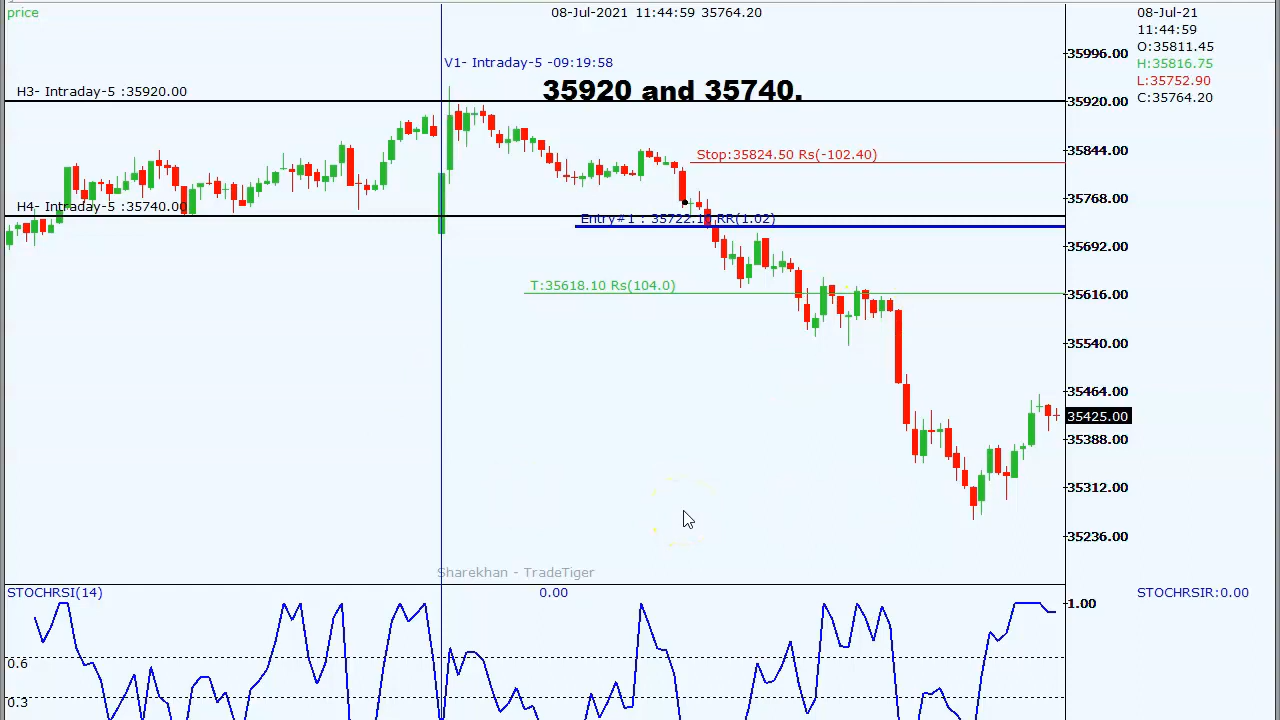 price
08-Jul-2021 11:44:59 35764.20
08-Jul-21
11:44:59
O:35811.45
H:35816.75
L:35752.90
C:35764.20
V1- Intraday-5 -09:19:58
35920 and 35740.
H3- Intraday-5 :35920.00
Stop:35824.50 Rs(-102.40)
H4- Intraday-5 :35740.00
RR(1.02)
T:35618.10 Rs(104.0)
35996.00
35920.00
35844.00
35768.00
35692.00
35616.00
35540.00
35464.00
35425.00
35388.00
35312.00
35236.00
Sharekhan - TradeTiger
STOCHRSI(14)
0.00
1.00
STOCHRSIR:0.00
0.6
0.3